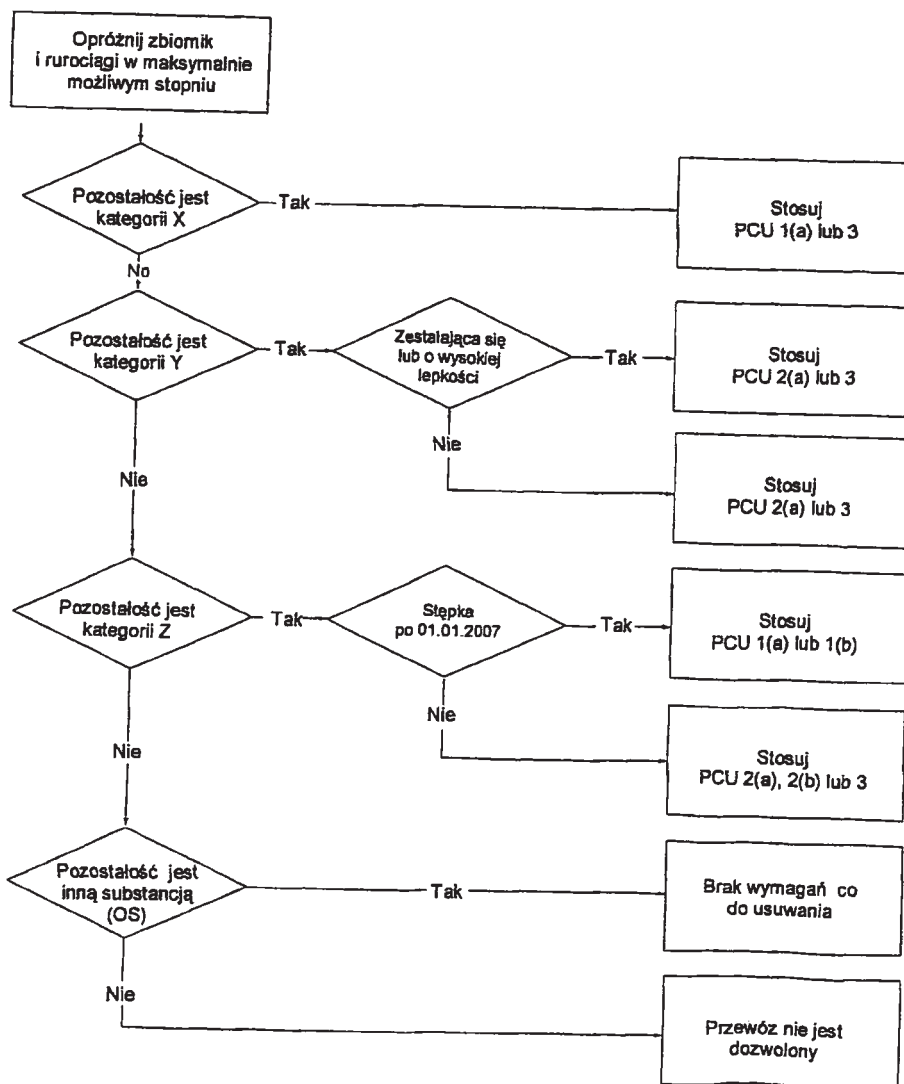 Opróżnij zbiornik
i rurociągi w maksymalnie
możliwym stopniu
Pozostałość jest
kategorii X
Tak
Stosuj
PCU 1(a) lub 3
No
Pozostałość jest
kategorii Y
Tak
Zestalająca się
lub o wysokiej
lepkości
Tak
Stosuj
PCU 2(a) lub 3
Nie
Stosuj
PCU 2(a) lub 3
Nie
Pozostałość jest
kategorii Z
Tak
Stępka
po 01.01.2007
Tak
Stosuj
PCU 1(a) lub 1(b)
Nie
Stosuj
PCU 2(a), 2(b) lub 3
Nie
Pozostałość jest
inną substancją
(OS)
Tak
Brak wymagań co
do usuwania
Nie
Przewóz nie jest
dozwolony